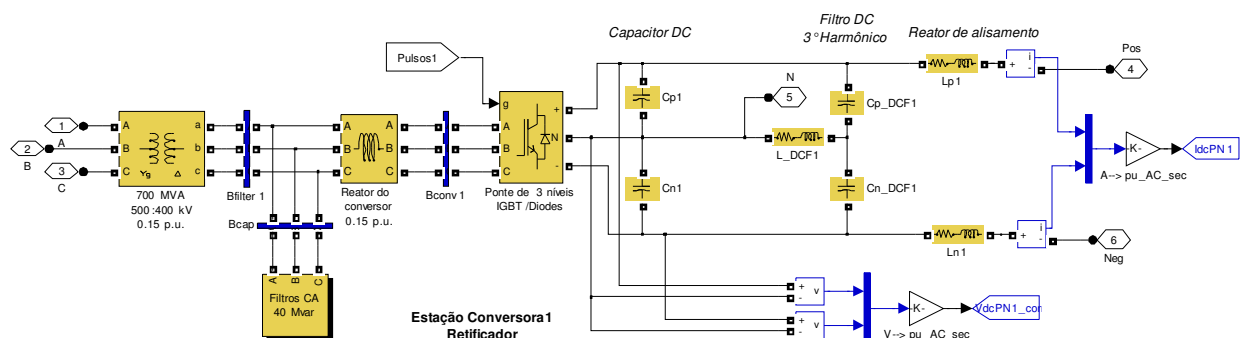 Filtro DC
Capacitor DC
3°Harmônico
Reator de alisamento
Pulsos1
N
5
Lp1
Pos
4
Cp1
Cp_DCF1
L_DCF1
g
A
B
C
+
N
-
Ponte de 3 níveis
IGBT /Diodes
1
2
3
A
B
C
A
B
C
a
b
c
Yg
Δ
700 MVA
500:400 kV
0.15 p.u.
Bfilter 1
A
B
C
A
B
C
Reator do
conversor
0.15 p.u.
Bconv 1
Cn1
Cn_DCF1
i
+
-
-K-
IdcPN 1
A--> pu_AC_sec
Bcap
A
B
C
Filtros CA
40 Mvar
Ln1
i
+
-
6
Neg
Estação Conversora1
Retificador
+
-
v
+
-
v
-K-
VdcPN1_con
V--> pu_AC_sec